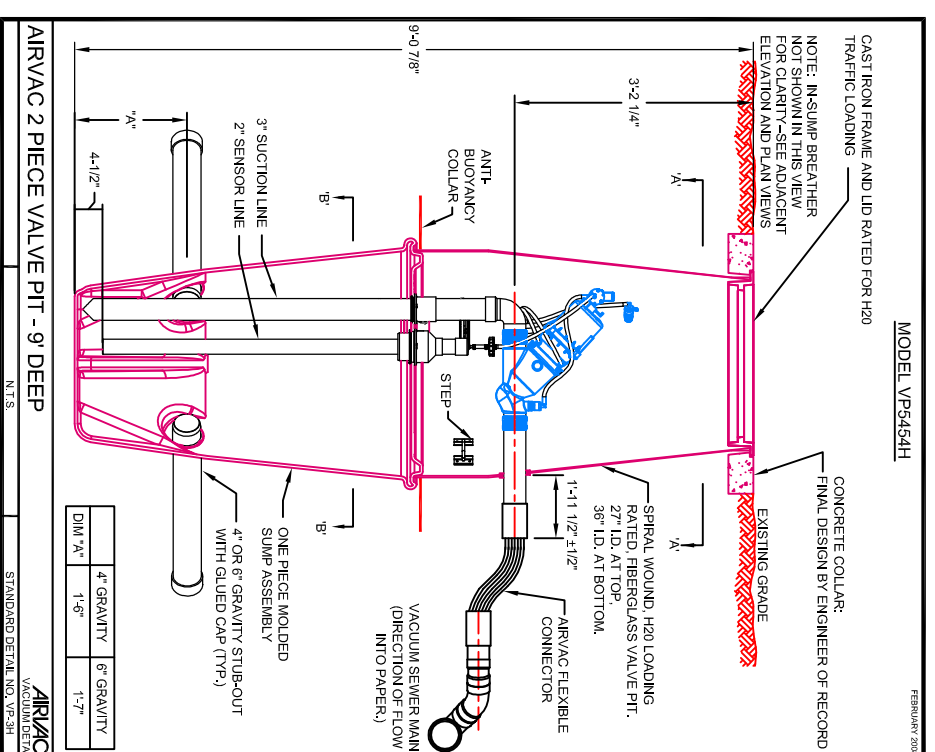 FEBRUARY 200
MODEL VP5454H
CAST IRON FRAME AND LID RATED FOR H20
TRAFFIC LOADING
NOTE: IN-SUMP BREATHER
NOT SHOWN IN THIS VIEW
FOR CLARITY--SEE ADJACENT
ELEVATION AND PLAN VIEWS
CONCRETE COLLAR:
FINAL DESIGN BY ENGINEER OF RECORD
EXISTING GRADE
'A'
'A'
3'-2 1/4"
9'-0 7/8"
SPIRAL WOUND, H20 LOADING
RATED, FIBERGLASS VALVE PIT.
27" I.D. AT TOP,
36" I.D. AT BOTTOM.
1'-11 1/2" ±1/2"
AIRVAC FLEXIBLE
CONNECTOR
ANTI-
BUOYANCY
COLLAR
STEP
VACUUM SEWER MAIN
(DIRECTION OF FLOW
INTO PAPER.)
'B'
'B'
3" SUCTION LINE
2" SENSOR LINE
ONE PIECE MOLDED
SUMP ASSEMBLY
4" OR 6" GRAVITY STUB-OUT
WITH GLUED CAP (TYP.)
"A"
4-1/2"
4" GRAVITY 6" GRAVITY
DIM "A" 1'-6" 1'-7"
AIRVAC 2 PIECE VALVE PIT - 9' DEEP
AIRVAC
VACUUM DETA
N.T.S.
STANDARD DETAIL NO. VP-3H